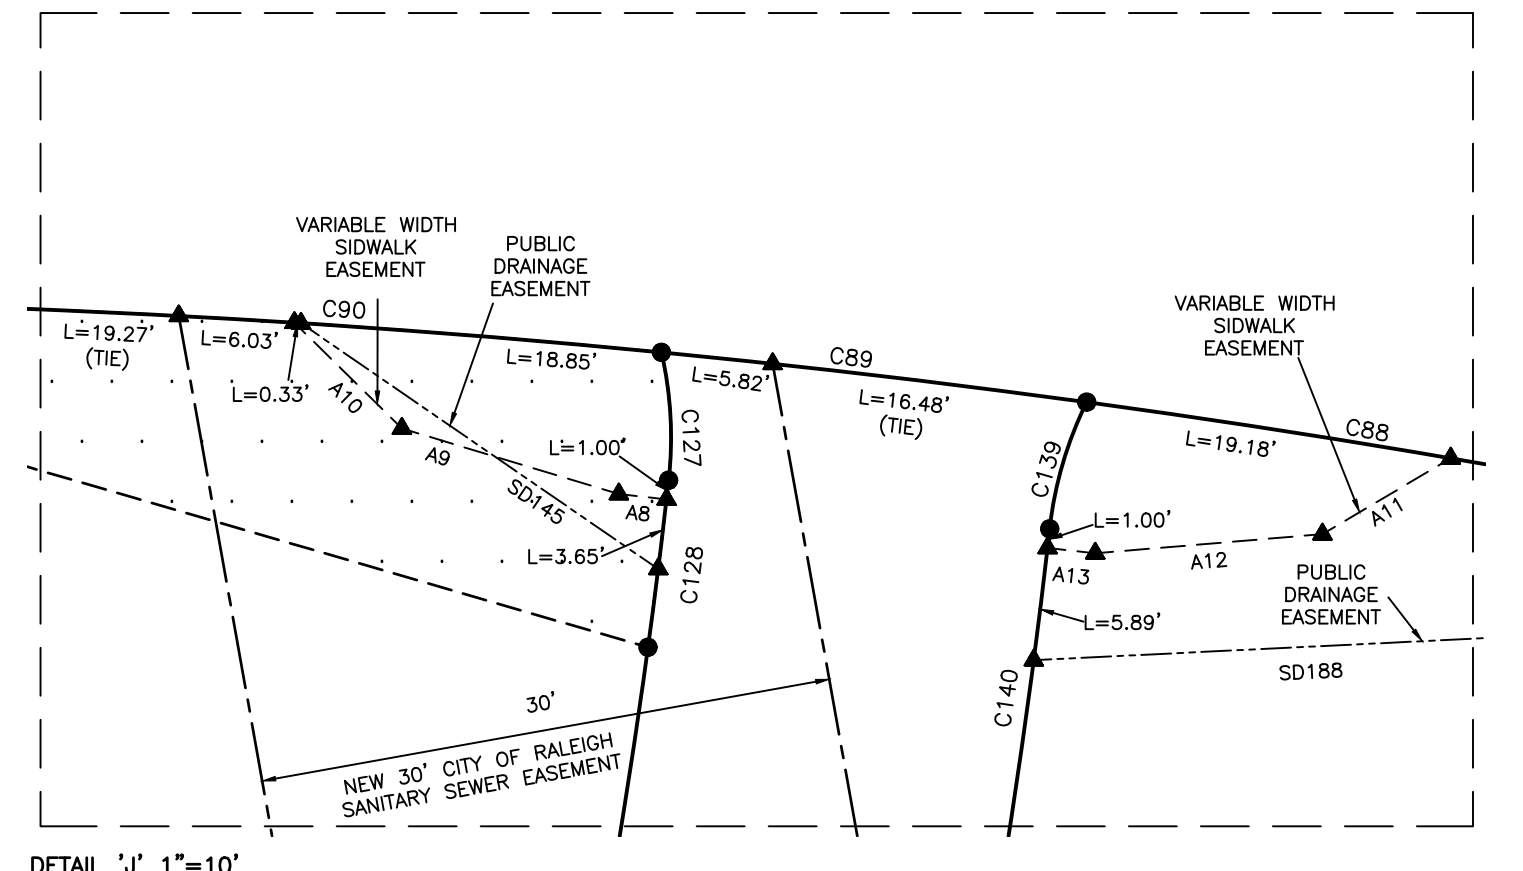 VARIABLE WIDTH
SIDWALK
EASEMENT
PUBLIC
DRAINAGE
EASEMENT
VARIABLE WIDTH
SIDWALK
EASEMENT
C90
L=19.27'
(TIE)
L=6.03'
L=0.33'
A10
L=18.85'
C89
L=5.82'
L=16.48'
(TIE)
C88
L=19.18'
C127
A9
L=1.00'
SD145
A8
L=3.65'
C128
C139
L=1.00'
A11
A12
A13
PUBLIC
DRAINAGE
EASEMENT
L=5.89'
SD188
C140
30'
NEW 30' CITY OF RALEIGH
SANITARY SEWER EASEMENT
DETAIL 'J' 1"=10'